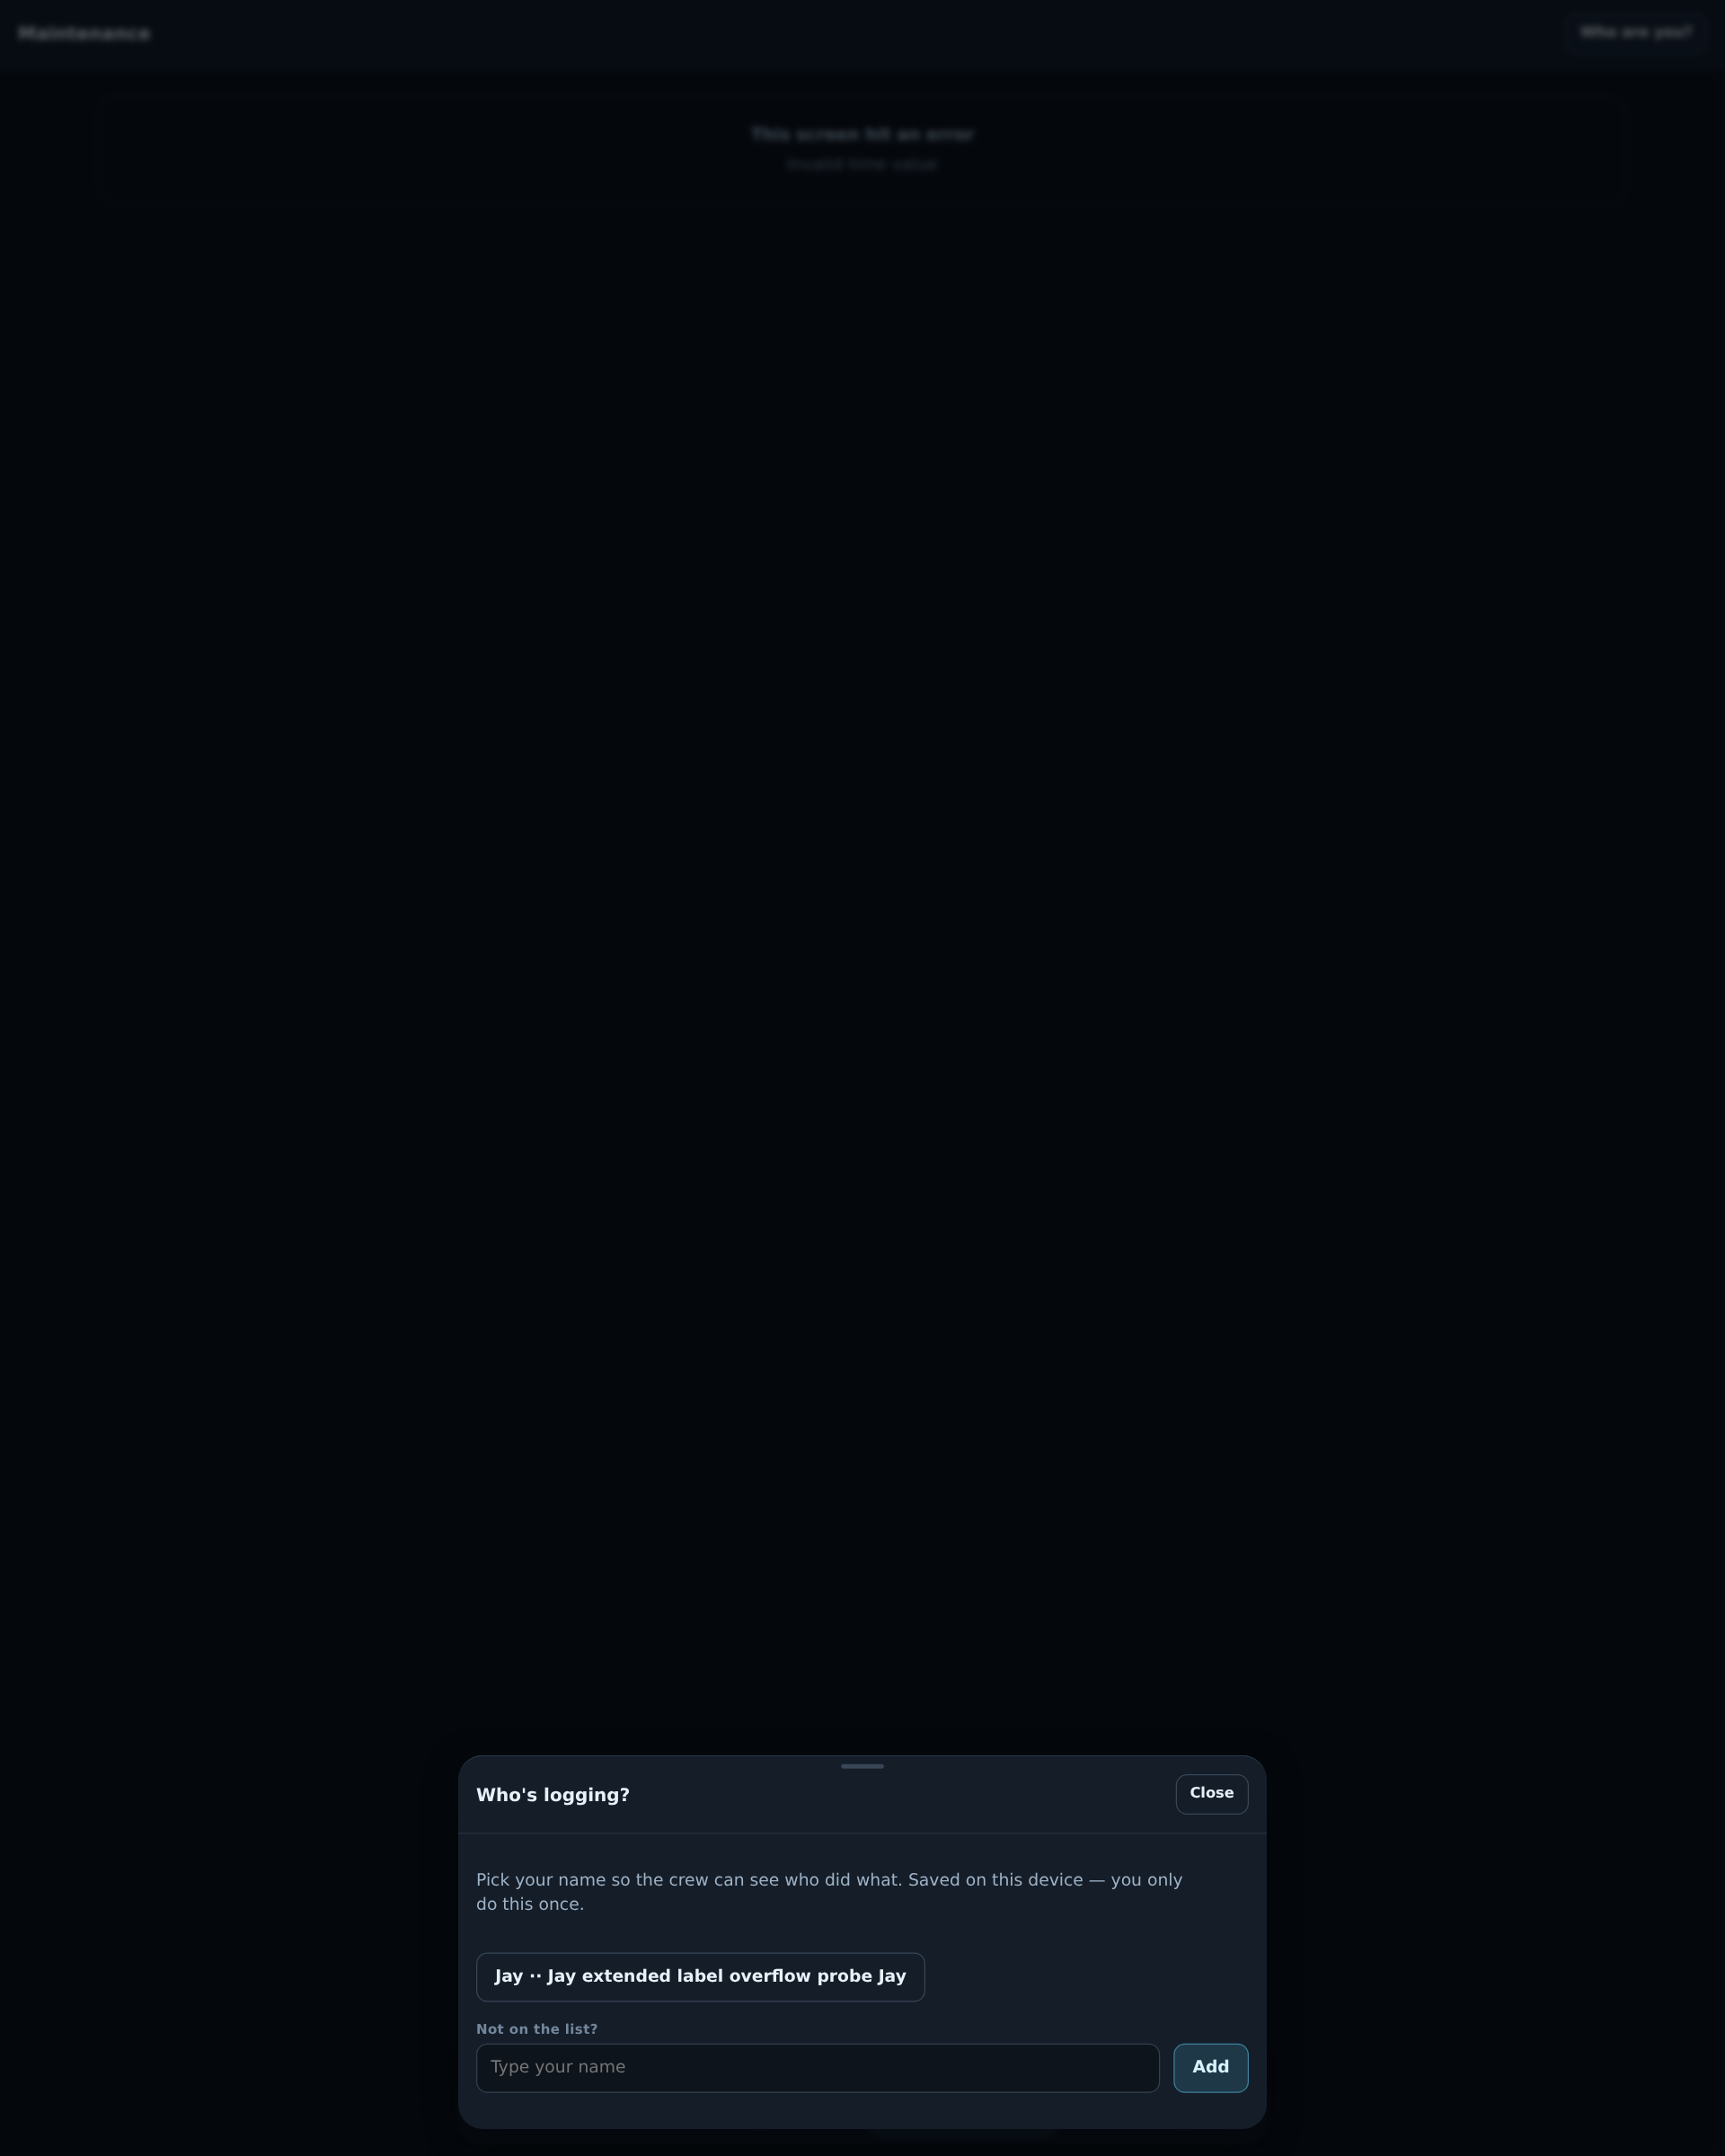 Maintenance
Who are you?
This screen hit an error
Invalid time value
Who's logging?
Close
Pick your name so the crew can see who did what. Saved on this device — you only
do this once.
Jay ·· Jay extended label overflow probe Jay
Not on the list?
Type your name
Add